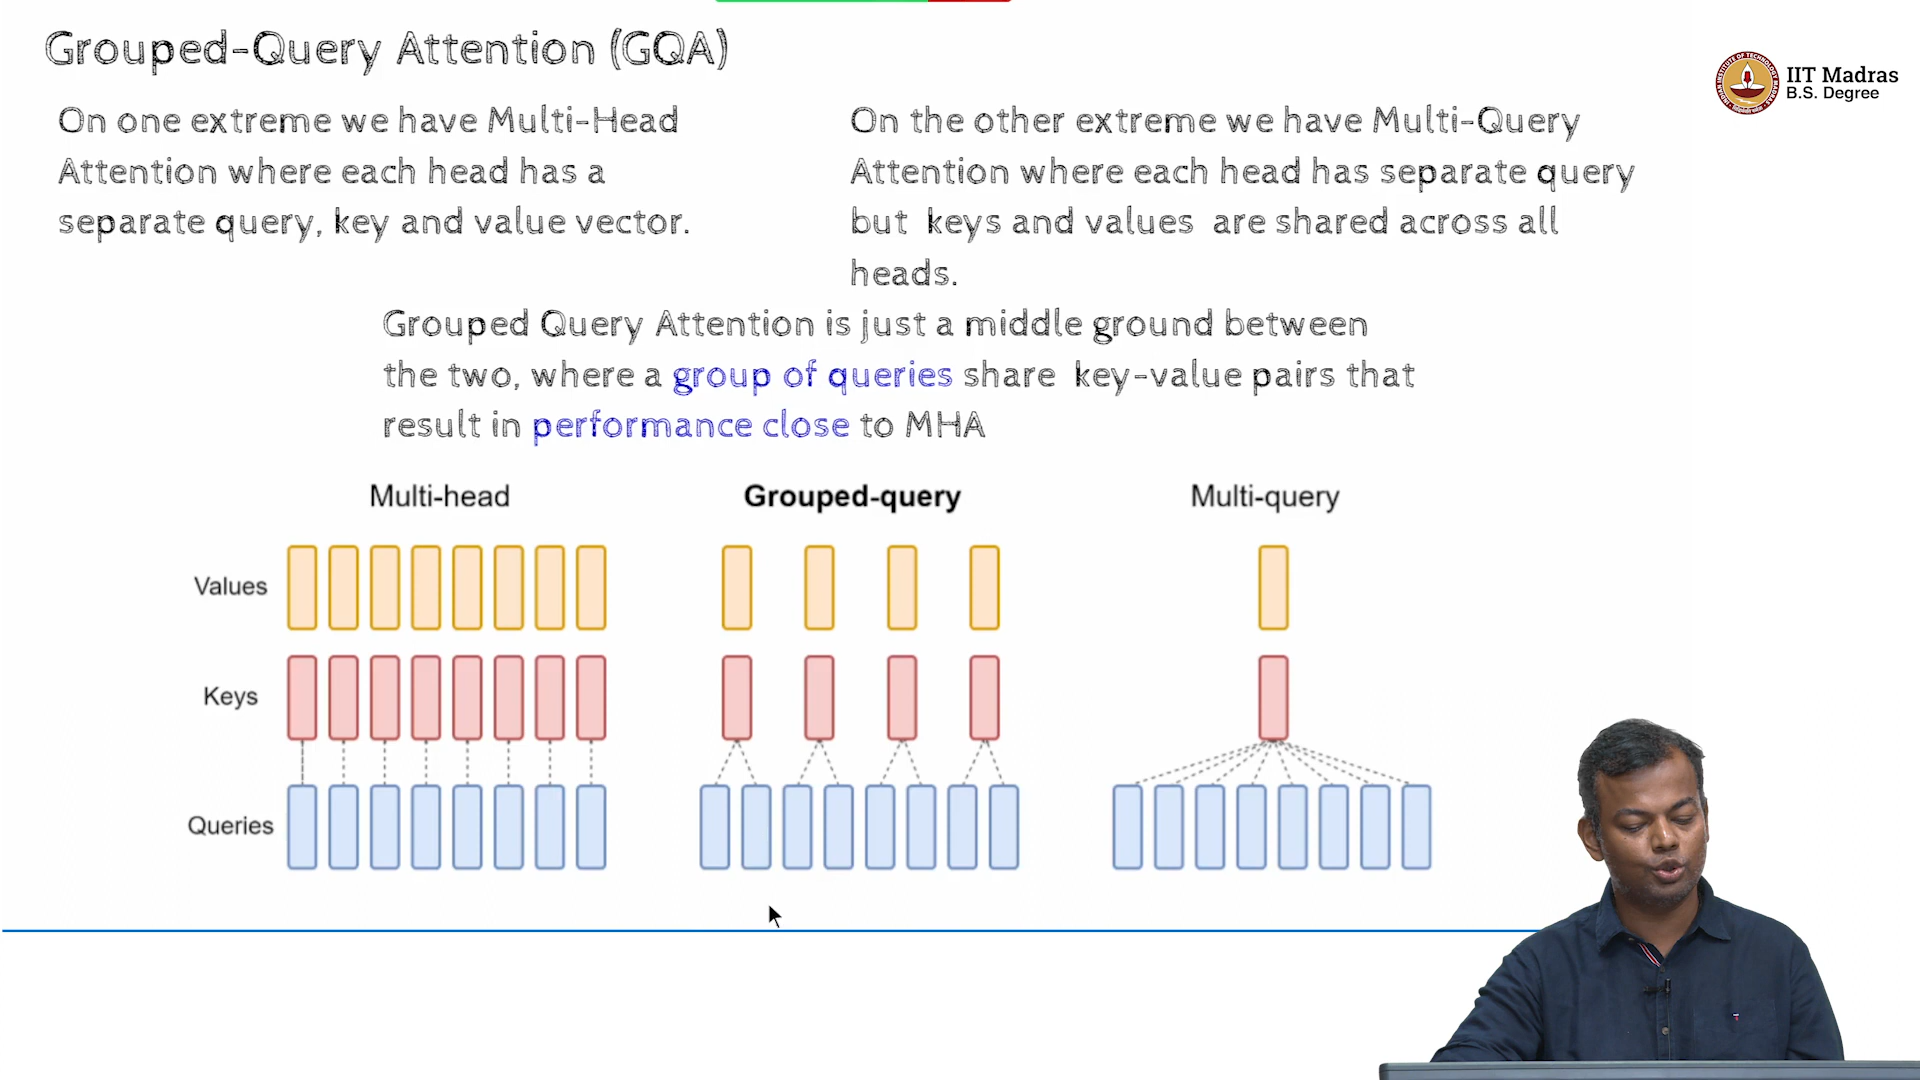 Grouped-Query Attention (GQA)
IIT Madras
B.S. Degree
On one extreme we have Multi-Head
Attention where each head has a
separate query, key and value vector.
On the other extreme we have Multi-Query
Attention where each head has separate query
but keys and values are shared across all
heads.
Grouped Query Attention is just a middle ground between
the two, where a group of queries share key-value pairs that
result in performance close to MHA
Multi-head
Grouped-query
Multi-query
Values
Keys
Queries